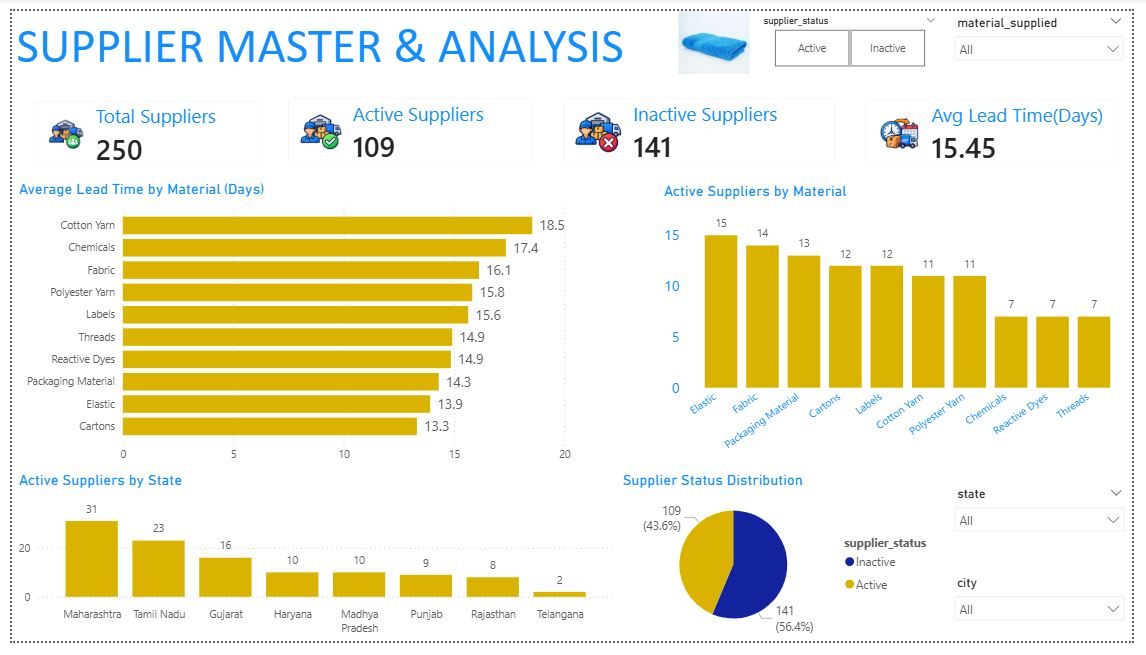 SUPPLIER MASTER & ANALYSIS
supplier_status
Active
Inactive
material_supplied
All
Total Suppliers
250
Active Suppliers
109
Inactive Suppliers
141
Avg Lead Time(Days)
15.45
Average Lead Time by Material (Days)
Cotton Yarn 18.5
Chemicals 17.4
Fabric 16.1
Polyester Yarn 15.8
Labels 15.6
Threads 14.9
Reactive Dyes 14.9
Packaging Material 14.3
Elastic 13.9
Cartons 13.3
0 5 10 15 20
Active Suppliers by Material
15
10
5
0
15 14 13 12 12 11 11 7 7 7
Elastic
Fabric
Packaging Material
Cartons
Labels
Cotton Yarn
Polyester Yarn
Chemicals
Reactive Dyes
Threads
Active Suppliers by State
20
0
31 23 16 10 10 9 8 2
Maharashtra
Tamil Nadu
Gujarat
Haryana
Madhya
Pradesh
Punjab
Rajasthan
Telangana
Supplier Status Distribution
109
(43.6%)
141
(56.4%)
supplier_status
Inactive
Active
state
All
city
All